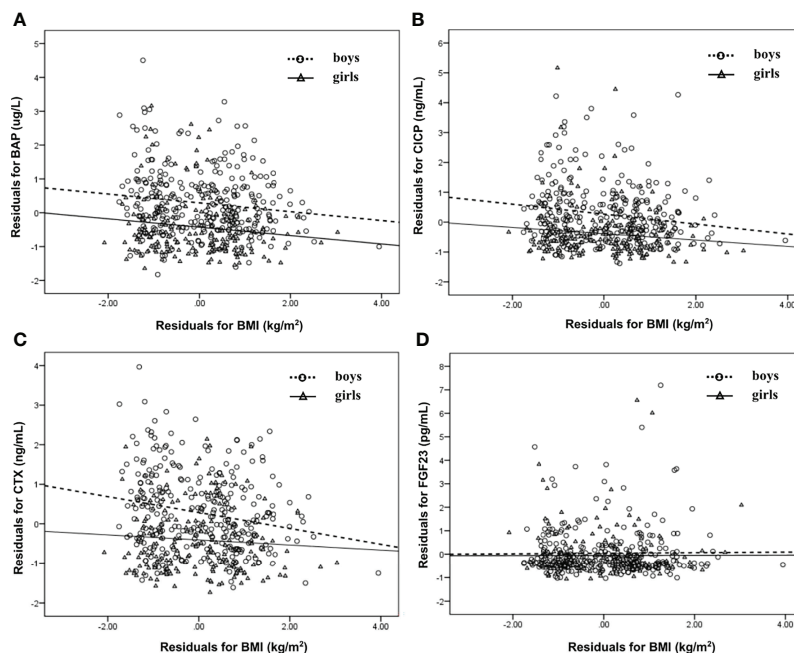 A
boys
girls
Residuals for BAP (ug/L)
5
4
3
2
1
0
-1
-2
-2.00
.00
2.00
4.00
Residuals for BMI (kg/m²)
B
boys
girls
Residuals for CICP (ng/mL)
6
5
4
3
2
1
0
-1
-2
-2.00
.00
2.00
4.00
Residuals for BMI (kg/m²)
C
boys
girls
Residuals for CTX (ng/mL)
4
3
2
1
0
-1
-2
-2.00
.00
2.00
4.00
Residuals for BMI (kg/m²)
D
boys
girls
Residuals for FGF23 (pg/mL)
8
7
6
5
4
3
2
1
0
-1
-2
-2.00
.00
2.00
4.00
Residuals for BMI (kg/m²)